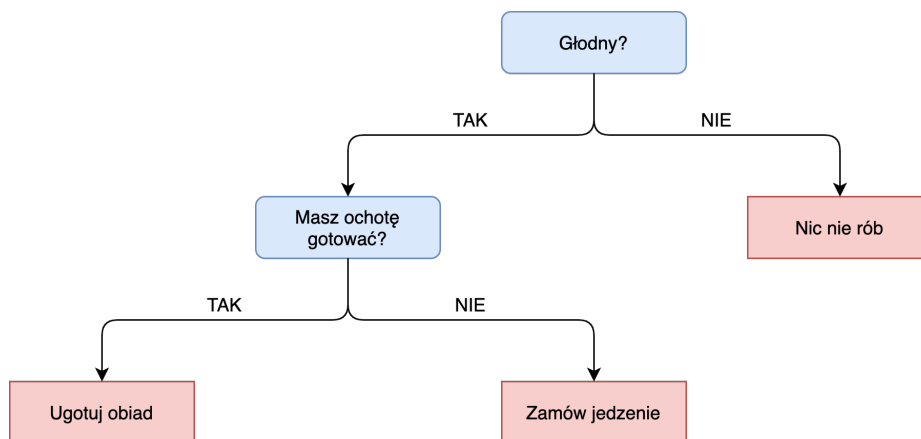 Głodny?
TAK
NIE
Masz ochotę
gotować?
Nic nie rób
TAK
NIE
Ugotuj obiad
Zamów jedzenie